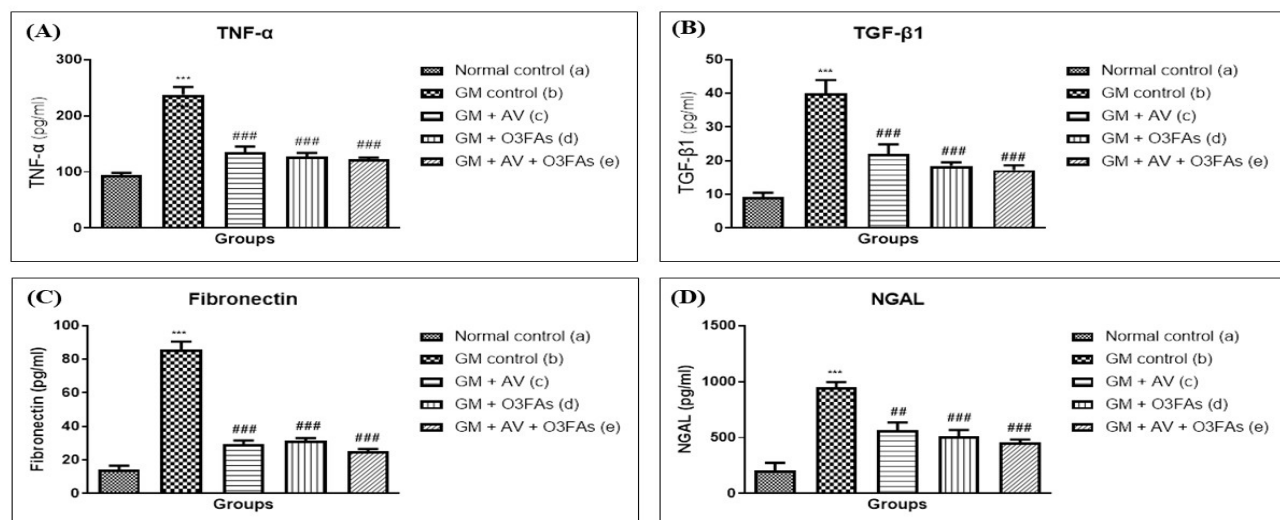 (A)
TNF-α
TNF-α (pg/ml)
300
200
100
0
***
###
###
###
Groups
Normal control (a)
GM control (b)
GM + AV (c)
GM + O3FAs (d)
GM + AV + O3FAs (e)
(B)
TGF-β1
TGF-β1 (pg/ml)
50
40
30
20
10
0
***
###
###
###
Groups
Normal control (a)
GM control (b)
GM + AV (c)
GM + O3FAs (d)
GM + AV + O3FAs (e)
(C)
Fibronectin
Fibronectin (pg/ml)
100
80
60
40
20
0
***
###
###
###
Groups
Normal control (a)
GM control (b)
GM + AV (c)
GM + O3FAs (d)
GM + AV + O3FAs (e)
(D)
NGAL
NGAL (pg/ml)
1500
1000
500
0
***
##
###
###
Groups
Normal control (a)
GM control (b)
GM + AV (c)
GM + O3FAs (d)
GM + AV + O3FAs (e)